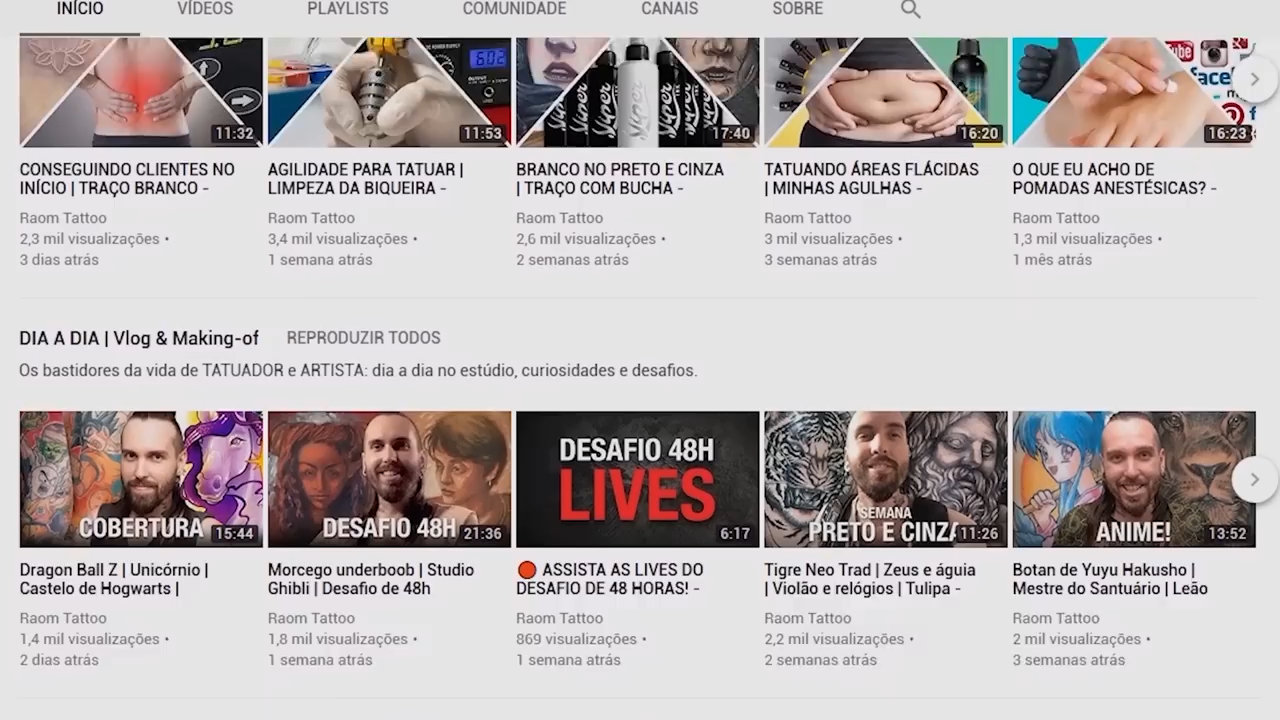 INÍCIO VÍDEOS PLAYLISTS COMUNIDADE CANAIS SOBRE
11:32
11:53
17:40
16:20
16:23
CONSEGUINDO CLIENTES NO
INÍCIO | TRAÇO BRANCO -
Raom Tattoo
2,3 mil visualizações •
3 dias atrás
AGILIDADE PARA TATUAR |
LIMPEZA DA BIQUEIRA -
Raom Tattoo
3,4 mil visualizações •
1 semana atrás
BRANCO NO PRETO E CINZA
| TRAÇO COM BUCHA -
Raom Tattoo
2,6 mil visualizações •
2 semanas atrás
TATUANDO ÁREAS FLÁCIDAS
| MINHAS AGULHAS -
Raom Tattoo
3 mil visualizações •
3 semanas atrás
O QUE EU ACHO DE
POMADAS ANESTÉSICAS? -
Raom Tattoo
1,3 mil visualizações •
1 mês atrás
DIA A DIA | Vlog & Making-of REPRODUZIR TODOS
Os bastidores da vida de TATUADOR e ARTISTA: dia a dia no estúdio, curiosidades e desafios.
COBERTURA 15:44
DESAFIO 48H 21:36
DESAFIO 48H
LIVES
6:17
SEMANA
PRETO E CINZA 11:26
ANIME! 13:52
Dragon Ball Z | Unicórnio |
Castelo de Hogwarts |
Raom Tattoo
1,4 mil visualizações •
2 dias atrás
Morcego underboob | Studio
Ghibli | Desafio de 48h
Raom Tattoo
1,8 mil visualizações •
1 semana atrás
ASSISTA AS LIVES DO
DESAFIO DE 48 HORAS! -
Raom Tattoo
869 visualizações •
1 semana atrás
Tigre Neo Trad | Zeus e águia
| Violão e relógios | Tulipa -
Raom Tattoo
2,2 mil visualizações •
2 semanas atrás
Botan de Yuyu Hakusho |
Mestre do Santuário | Leão
Raom Tattoo
2 mil visualizações •
3 semanas atrás